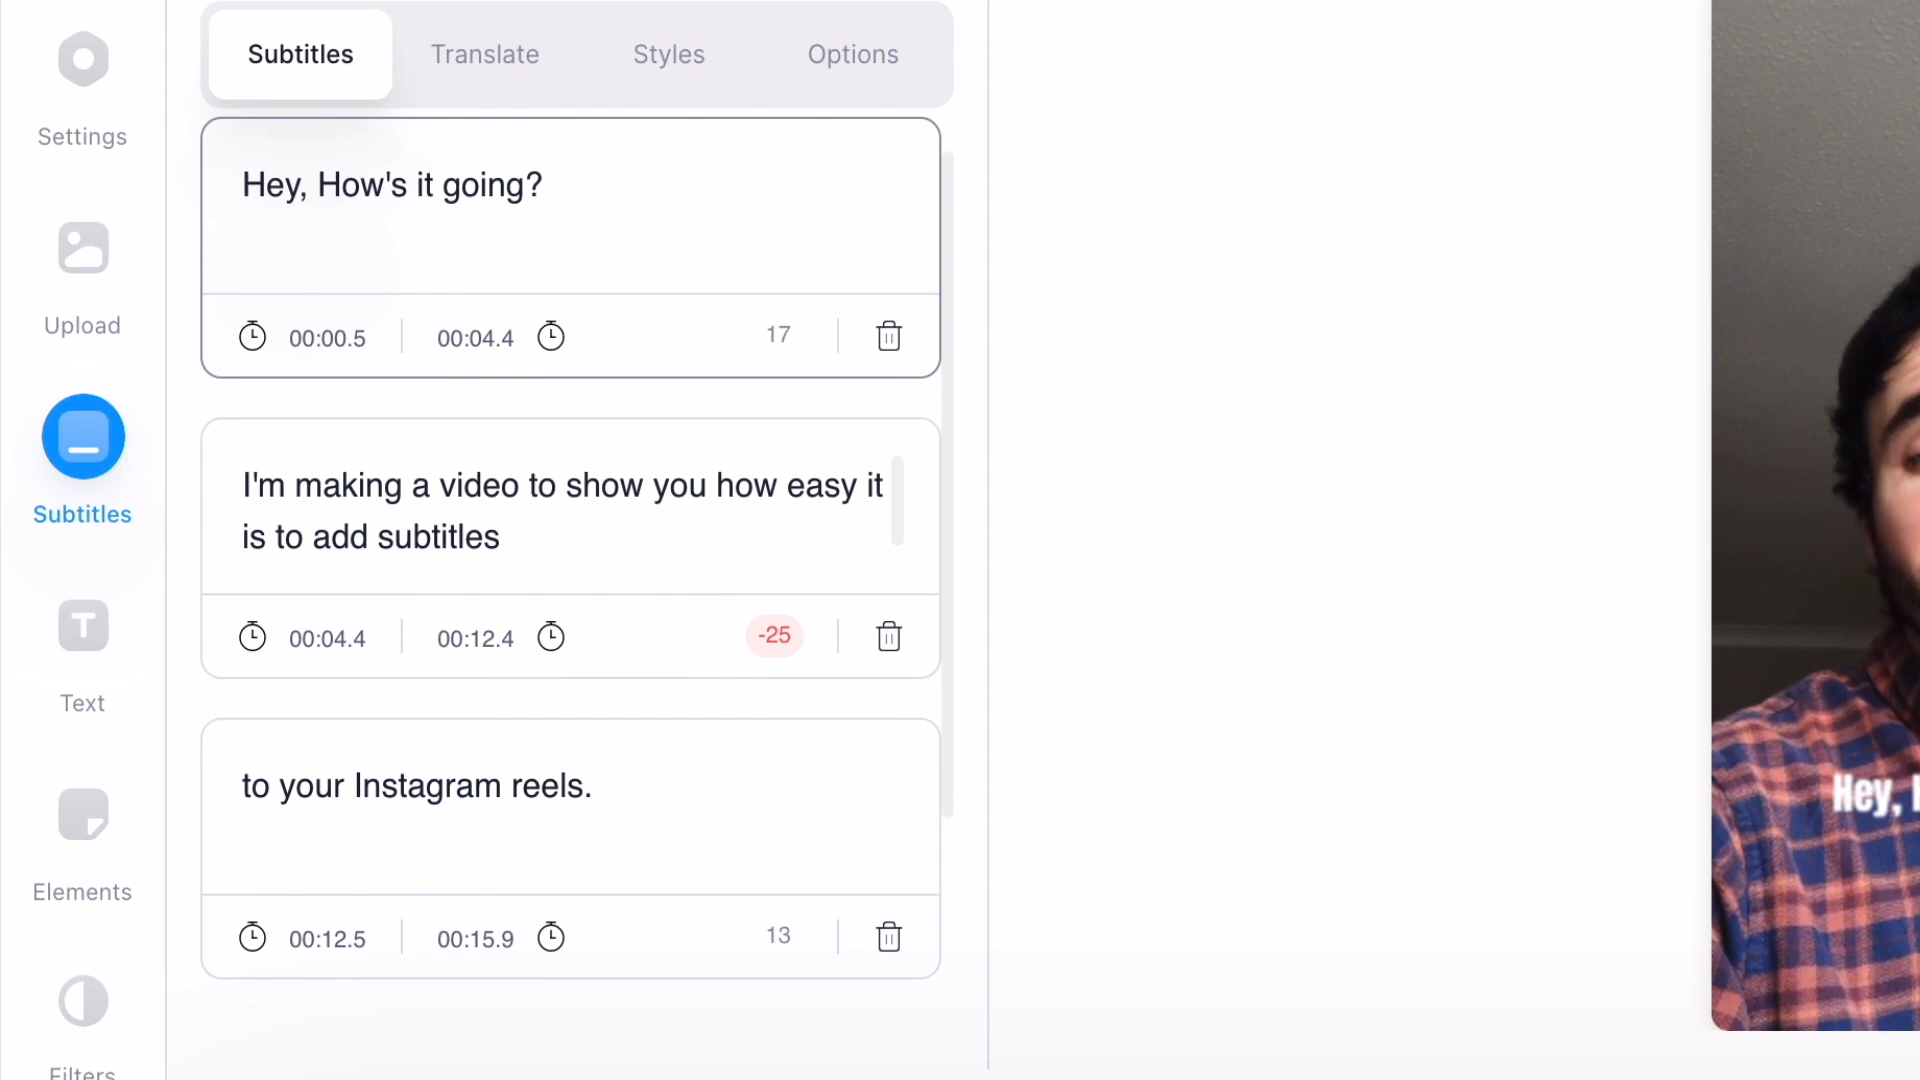 Subtitles
Translate
Styles
Options
Settings
Upload
Subtitles
Text
Elements
Filters
Hey, How's it going?
00:00.5
00:04.4
17
I'm making a video to show you how easy it
is to add subtitles
00:04.4
00:12.4
-25
to your Instagram reels.
00:12.5
00:15.9
13
Hey,